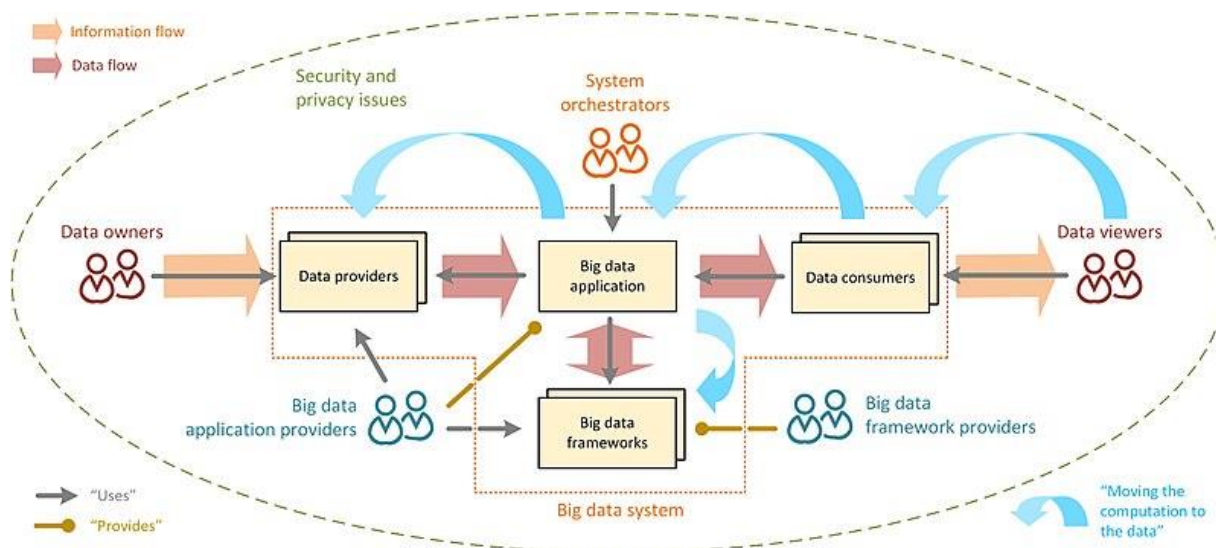 Information flow
Data flow
Security and
privacy issues
System
orchestrators
Data owners
Data providers
Big data
application
Data consumers
Data viewers
Big data
application providers
Big data
frameworks
Big data
framework providers
"Uses"
"Provides"
Big data system
"Moving the
computation to
the data"